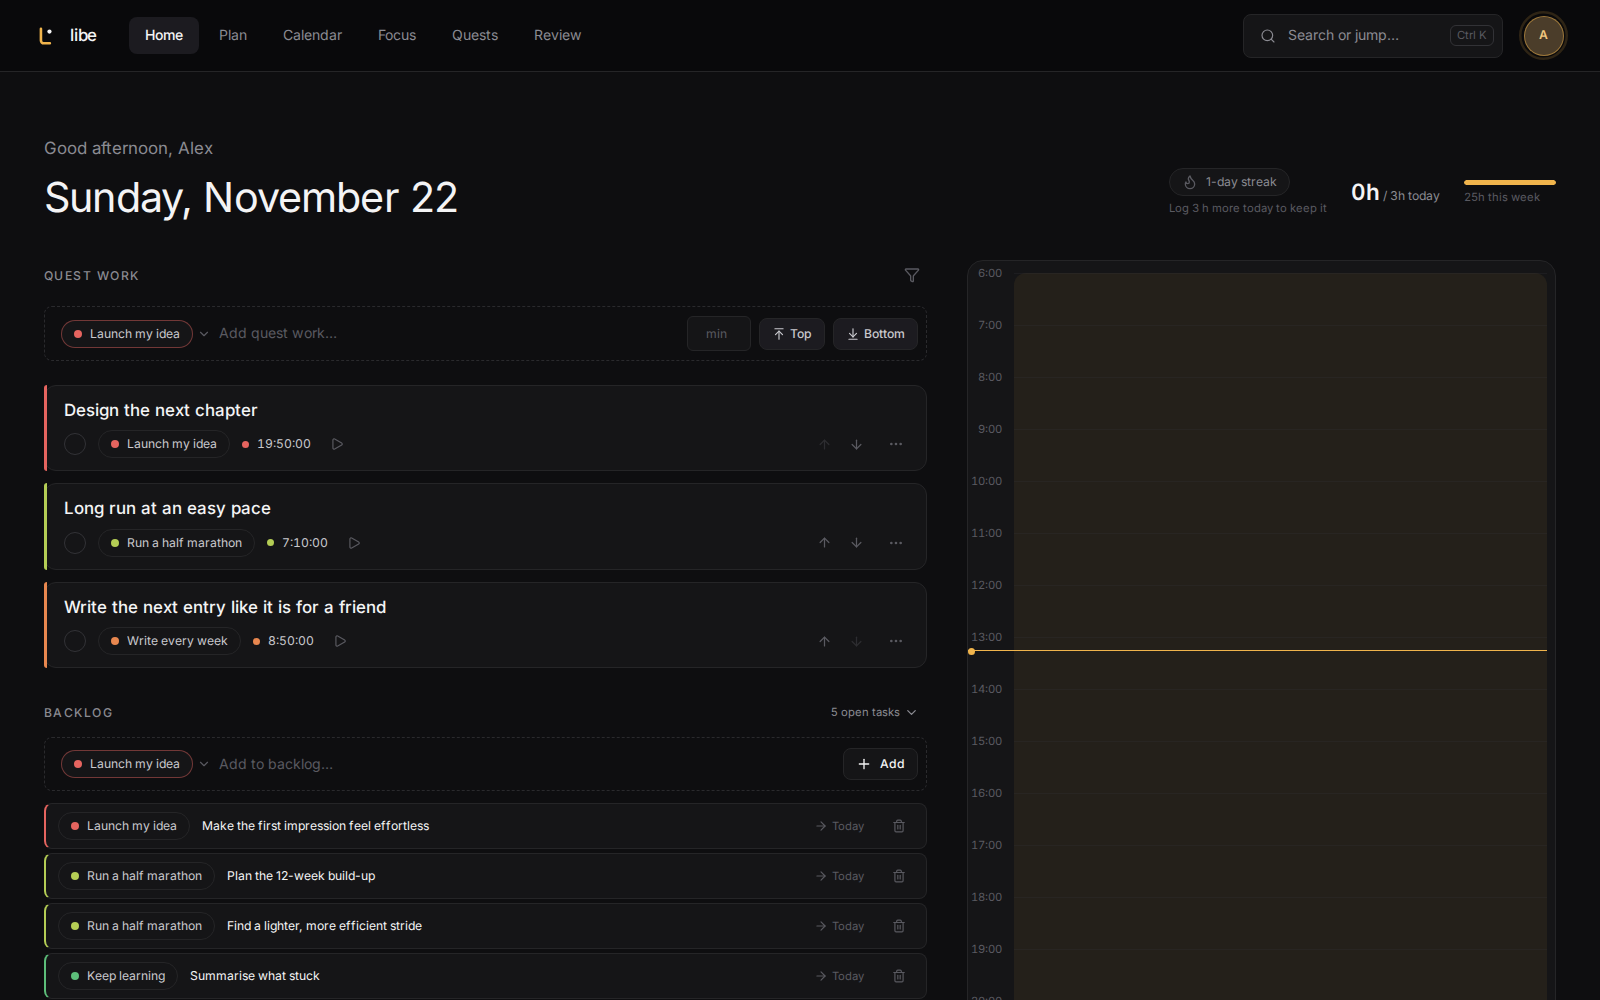 libe
Home
Plan
Calendar
Focus
Quests
Review
Search or jump...
Ctrl K
A
Good afternoon, Alex
Sunday, November 22
1-day streak
Log 3 h more today to keep it
0h / 3h today
25h this week
QUEST WORK
Launch my idea
Add quest work...
min
Top
Bottom
Design the next chapter
Launch my idea
19:50:00
Long run at an easy pace
Run a half marathon
7:10:00
Write the next entry like it is for a friend
Write every week
8:50:00
BACKLOG
5 open tasks
Launch my idea
Add to backlog...
Add
Launch my idea
Make the first impression feel effortless
Today
Run a half marathon
Plan the 12-week build-up
Today
Run a half marathon
Find a lighter, more efficient stride
Today
Keep learning
Summarise what stuck
Today
6:00
7:00
8:00
9:00
10:00
11:00
12:00
13:00
14:00
15:00
16:00
17:00
18:00
19:00